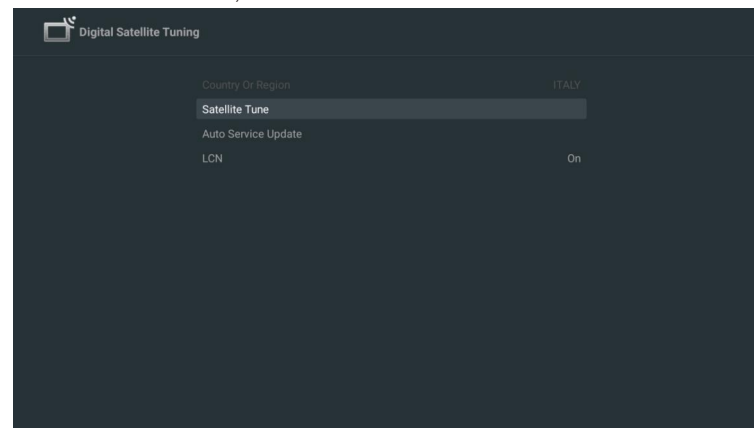 Digital Satellite Tuning
Country Or Region ITALY
Satellite Tune
Auto Service Update
LCN On